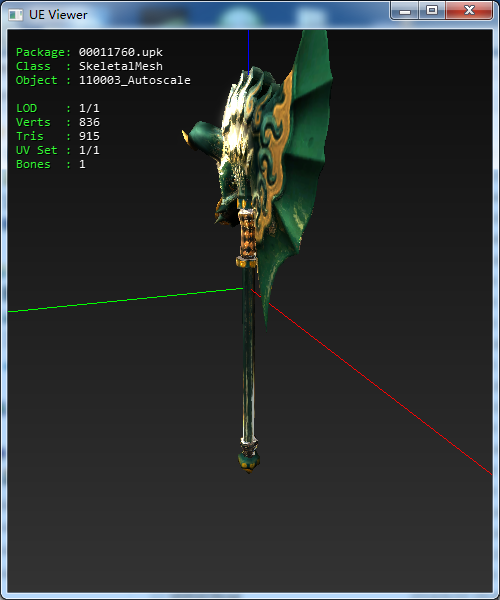 UE Viewer
Package: 00011760.upk
Class  : SkeletalMesh
Object : 110003_Autoscale
LOD    : 1/1
Verts  : 836
Tris   : 915
UV Set : 1/1
Bones  : 1